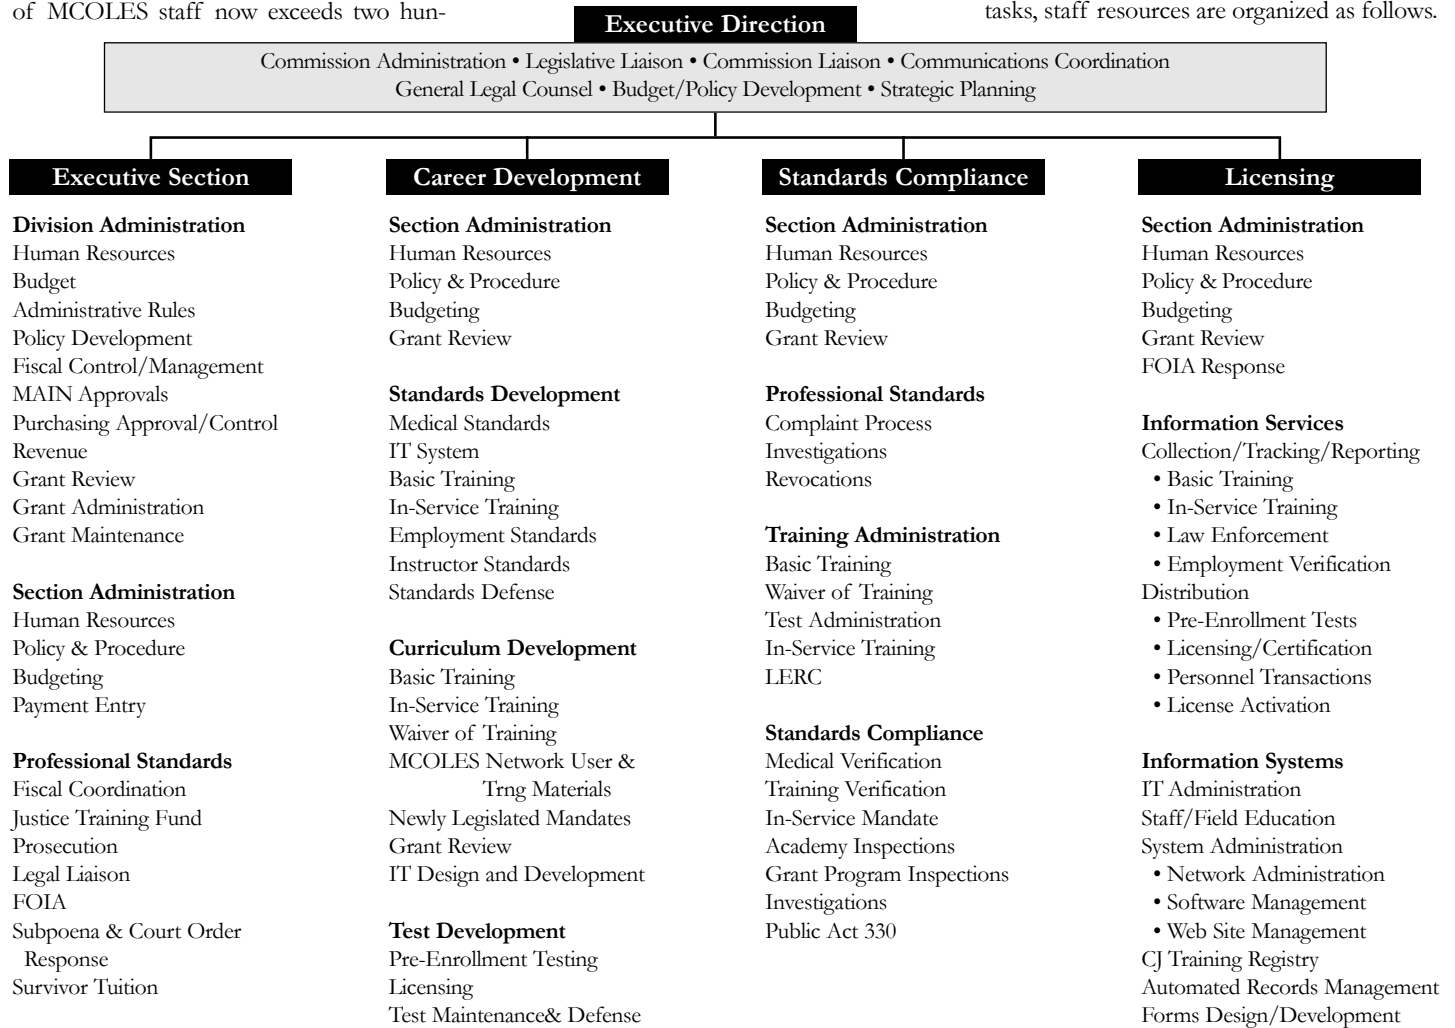 of MCOLES staff now exceeds two hun-
tasks, staff resources are organized as follows.
Executive Direction
Commission Administration • Legislative Liaison • Commission Liaison • Communications Coordination
General Legal Counsel • Budget/Policy Development • Strategic Planning
Executive Section
Division Administration
Human Resources
Budget
Administrative Rules
Policy Development
Fiscal Control/Management
MAIN Approvals
Purchasing Approval/Control
Revenue
Grant Review
Grant Administration
Grant Maintenance
Section Administration
Human Resources
Policy & Procedure
Budgeting
Payment Entry
Professional Standards
Fiscal Coordination
Justice Training Fund
Prosecution
Legal Liaison
FOIA
Subpoena & Court Order
Response
Survivor Tuition
Career Development
Section Administration
Human Resources
Policy & Procedure
Budgeting
Grant Review
Standards Development
Medical Standards
IT System
Basic Training
In-Service Training
Employment Standards
Instructor Standards
Standards Defense
Curriculum Development
Basic Training
In-Service Training
Waiver of Training
MCOLES Network User &
Trng Materials
Newly Legislated Mandates
Grant Review
IT Design and Development
Test Development
Pre-Enrollment Testing
Licensing
Test Maintenance& Defense
Standards Compliance
Section Administration
Human Resources
Policy & Procedure
Budgeting
Grant Review
Professional Standards
Complaint Process
Investigations
Revocations
Training Administration
Basic Training
Waiver of Training
Test Administration
In-Service Training
LERC
Standards Compliance
Medical Verification
Training Verification
In-Service Mandate
Academy Inspections
Grant Program Inspections
Investigations
Public Act 330
Licensing
Section Administration
Human Resources
Policy & Procedure
Budgeting
Grant Review
FOIA Response
Information Services
Collection/Tracking/Reporting
• Basic Training
• In-Service Training
• Law Enforcement
• Employment Verification
Distribution
• Pre-Enrollment Tests
• Licensing/Certification
• Personnel Transactions
• License Activation
Information Systems
IT Administration
Staff/Field Education
System Administration
• Network Administration
• Software Management
• Web Site Management
CJ Training Registry
Automated Records Management
Forms Design/Development